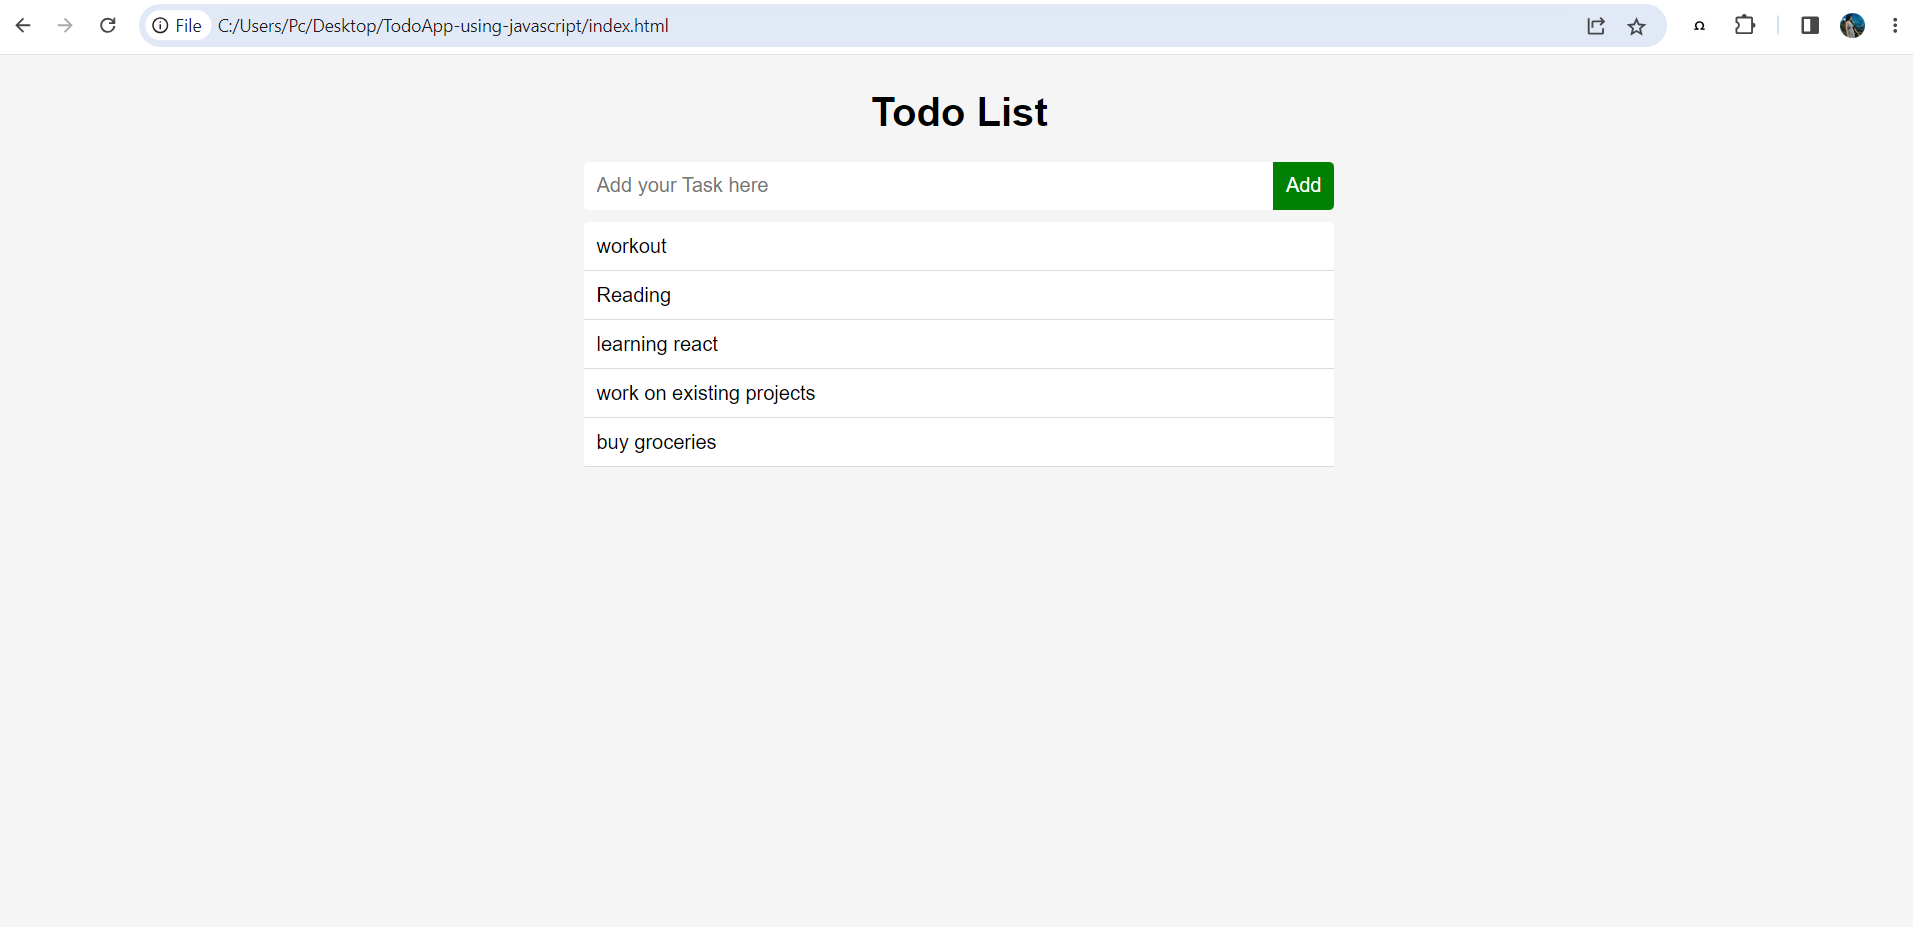 File C:/Users/Pc/Desktop/TodoApp-using-javascript/index.html
Todo List
Add your Task here Add
workout
Reading
learning react
work on existing projects
buy groceries